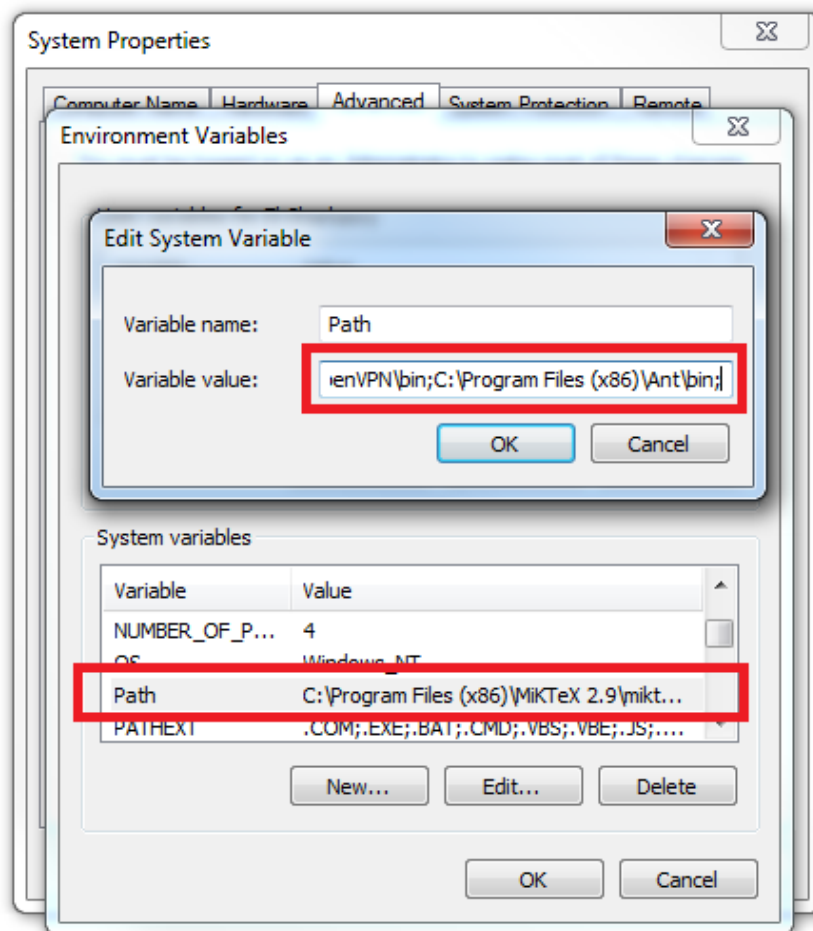 System Properties
Computer Name Hardware Advanced System Protection Remote
Environment Variables
Edit System Variable
Variable name: Path
Variable value: enVPN\bin;C:\Program Files (x86)\Ant\bin;
OK Cancel
System variables
Variable Value
NUMBER_OF_P... 4
OS Windows_NT
Path C:\Program Files (x86)\MiKTeX 2.9\mikt...
PATHEXT .COM;.EXE;.BAT;.CMD;.VBS;.VBE;.JS;....
New... Edit... Delete
OK Cancel